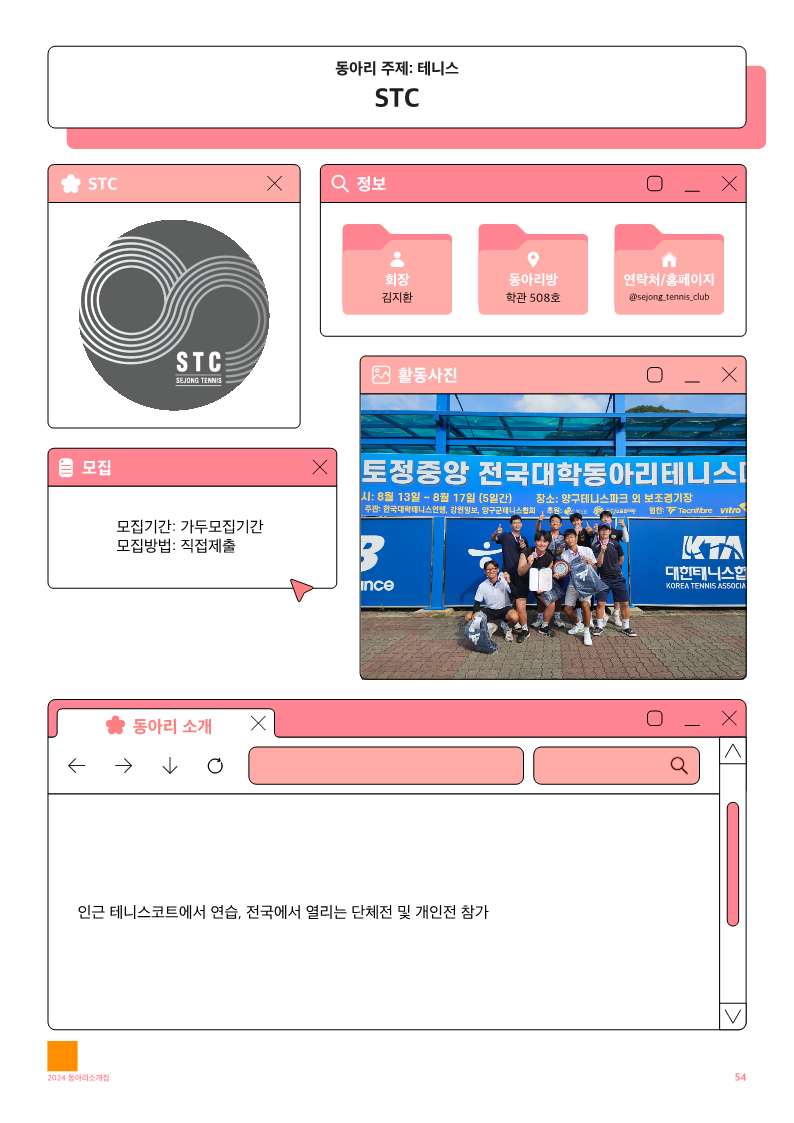 동아리 주제: 테니스
STC
STC
STC
SEJONG TENNIS
정보
회장
김지환
동아리방
학관 508호
연락처/홈페이지
@sejong_tennis_club
모집
모집기간: 가두모집기간
모집방법: 직접제출
활동사진
토정중앙 전국대학동아리테니스대
시: 8월 13일 ~ 8월 17일 (5일간) 장소: 양구테니스파크 외 보조경기장
주관: 한국대학테니스연맹, 강원일보, 양구군테니스협회 후원: 협찬: Tecnifibre vitro
B
nce
KTA
대한테니스협
KOREA TENNIS ASSOCIA
동아리 소개
인근 테니스코트에서 연습, 전국에서 열리는 단체전 및 개인전 참가
2024 동아리소개집
54